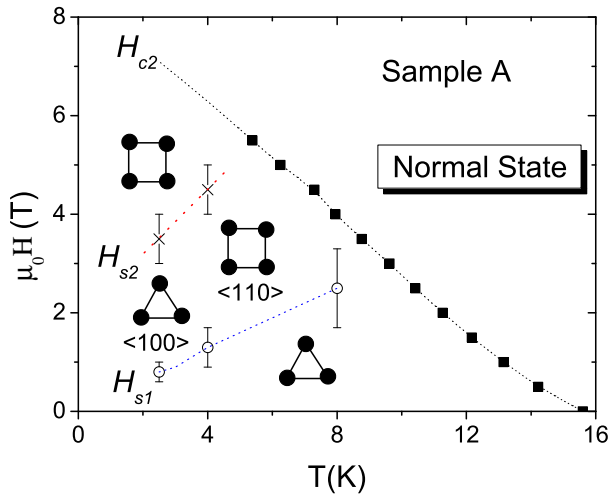 8
6
4
2
0
μ0H (T)
Hc2
Sample A
Normal State
Hs2
<110>
<100>
Hs1
0 4 8 12 16
T(K)